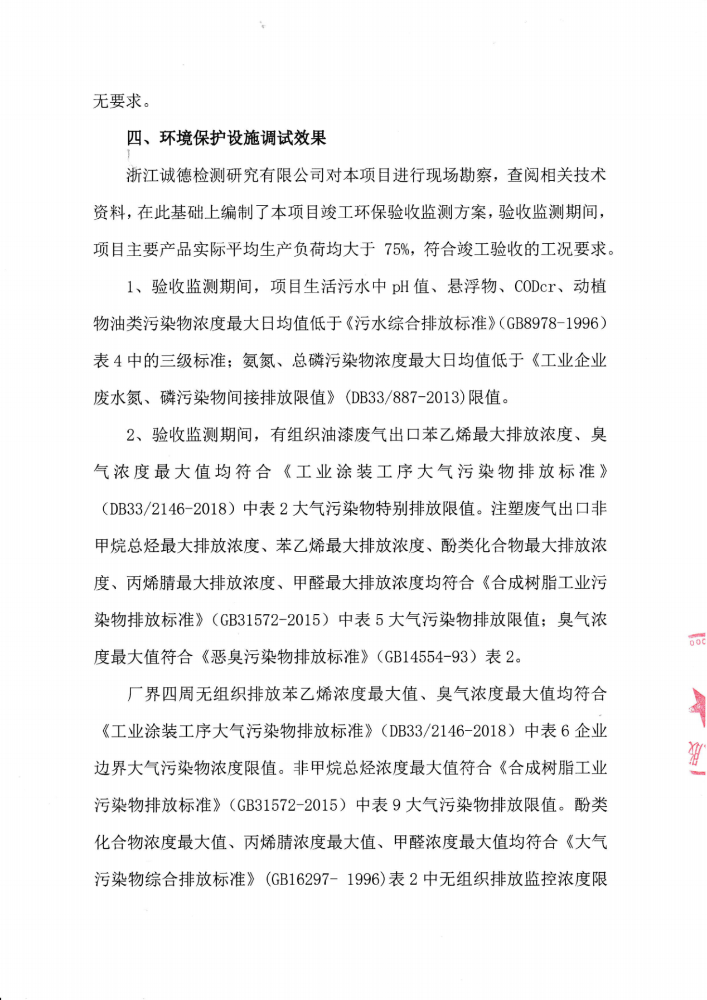 无要求。
四、环境保护设施调试效果
浙江诚德检测研究有限公司对本项目进行现场勘察，查阅相关技术
资料，在此基础上编制了本项目竣工环保验收监测方案，验收监测期间，
项目主要产品实际平均生产负荷均大于 75%，符合竣工验收的工况要求。
1、验收监测期间，项目生活污水中 pH 值、悬浮物、CODcr、动植
物油类污染物浓度最大日均值低于《污水综合排放标准》（GB8978-1996）
表 4 中的三级标准；氨氮、总磷污染物浓度最大日均值低于《工业企业
废水氮、磷污染物间接排放限值》(DB33/887-2013)限值。
2、验收监测期间，有组织油漆废气出口苯乙烯最大排放浓度、臭
气浓度最大值均符合《工业涂装工序大气污染物排放标准》
（DB33/2146-2018）中表 2 大气污染物特别排放限值。注塑废气出口非
甲烷总烃最大排放浓度、苯乙烯最大排放浓度、酚类化合物最大排放浓
度、丙烯腈最大排放浓度、甲醛最大排放浓度均符合《合成树脂工业污
染物排放标准》（GB31572-2015）中表 5 大气污染物排放限值；臭气浓
度最大值符合《恶臭污染物排放标准》（GB14554-93）表 2。
厂界四周无组织排放苯乙烯浓度最大值、臭气浓度最大值均符合
《工业涂装工序大气污染物排放标准》（DB33/2146-2018）中表 6 企业
边界大气污染物浓度限值。非甲烷总烃浓度最大值符合《合成树脂工业
污染物排放标准》（GB31572-2015）中表 9 大气污染物排放限值。酚类
化合物浓度最大值、丙烯腈浓度最大值、甲醛浓度最大值均符合《大气
污染物综合排放标准》(GB16297- 1996)表 2 中无组织排放监控浓度限